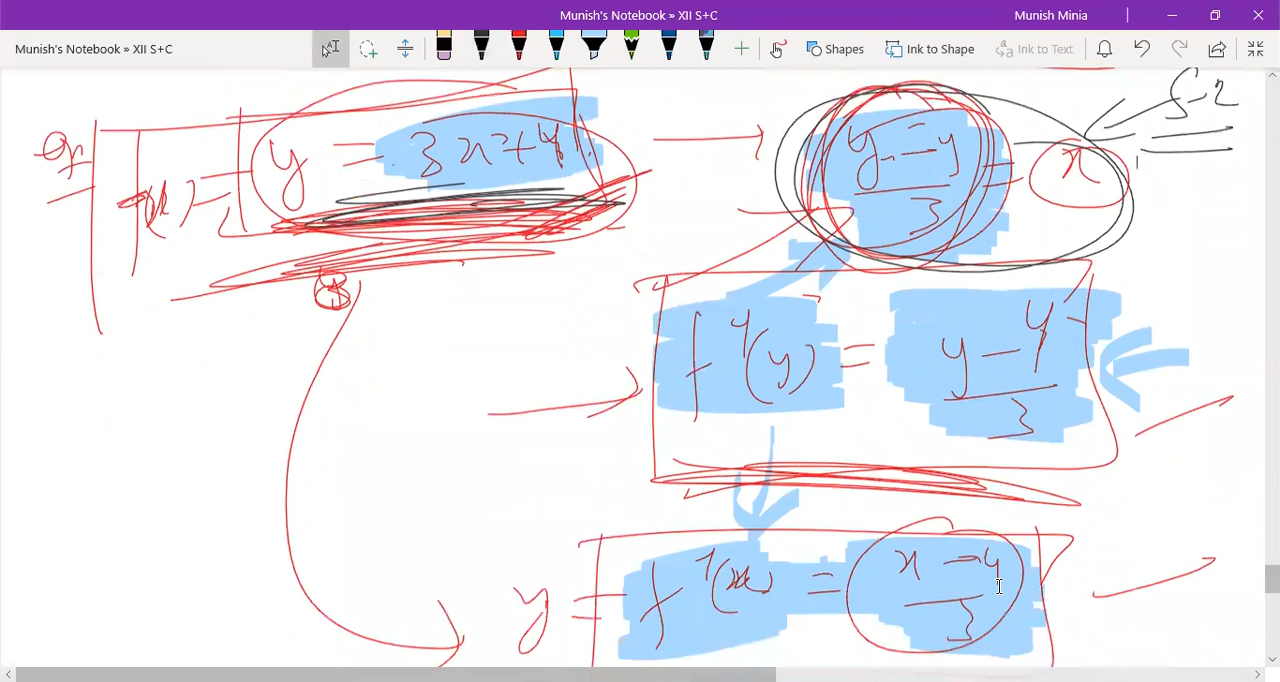 Munish's Notebook » XII S+C
Munish Minia
Munish's Notebook » XII S+C
Shapes
Ink to Shape
Ink to Text
f(x) = y = 3x+4
y-4/3 = x
S-2
f⁻¹(y) = y-4/3
y = f⁻¹(x) = x-4/3